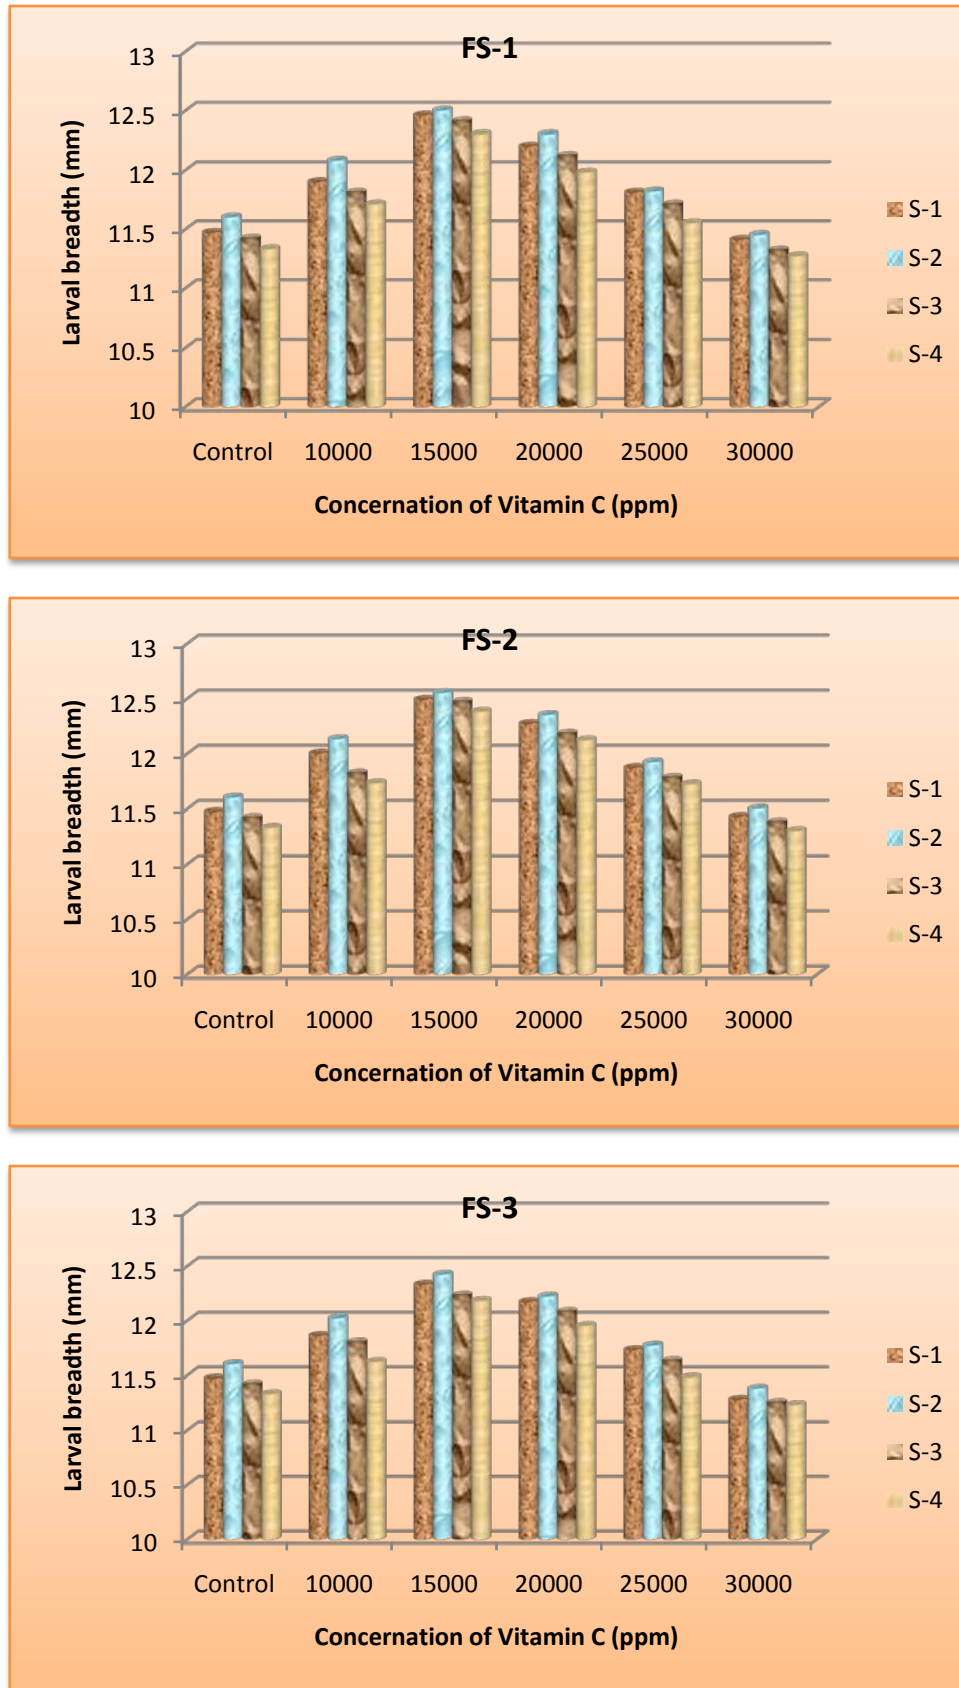 FS-1
13
12.5
12
11.5
11
10.5
10
Larval breadth (mm)
Control 10000 15000 20000 25000 30000
Concernation of Vitamin C (ppm)
S-1
S-2
S-3
S-4
FS-2
13
12.5
12
11.5
11
10.5
10
Larval breadth (mm)
Control 10000 15000 20000 25000 30000
Concernation of Vitamin C (ppm)
S-1
S-2
S-3
S-4
FS-3
13
12.5
12
11.5
11
10.5
10
Larval breadth (mm)
Control 10000 15000 20000 25000 30000
Concernation of Vitamin C (ppm)
S-1
S-2
S-3
S-4